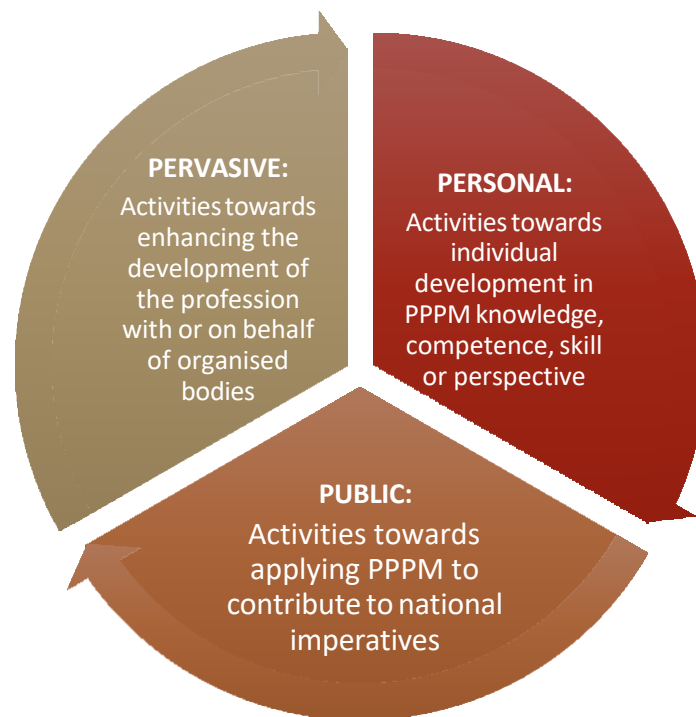 PERVASIVE:
Activities towards
enhancing the
development of
the profession
with or on behalf
of organised
bodies
PERSONAL:
Activities towards
individual
development in
PPPM knowledge,
competence, skill
or perspective
PUBLIC:
Activities towards
applying PPPM to
contribute to national
imperatives